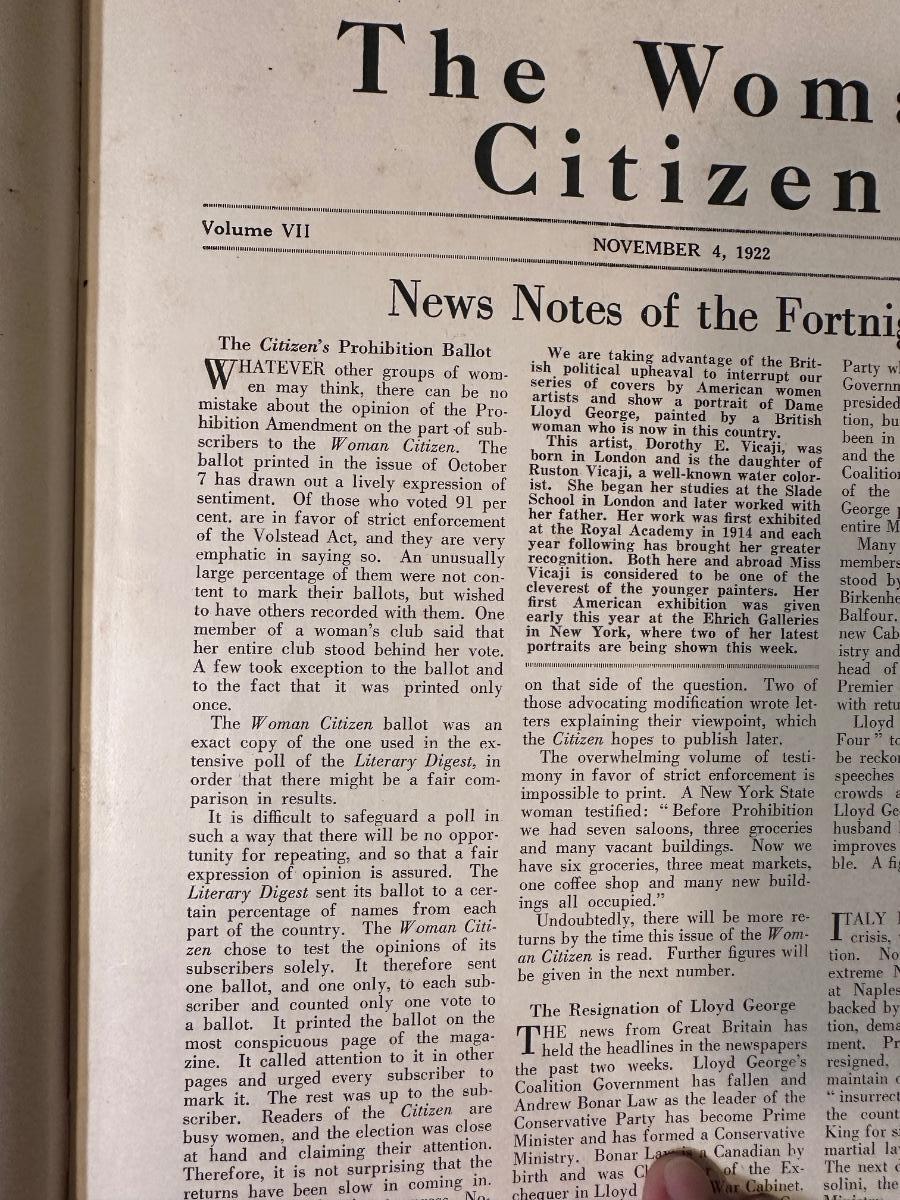 The Wom
Citizen
Volume VII
NOVEMBER 4, 1922
News Notes of the Fortni
The Citizen's Prohibition Ballot
WHATEVER other groups of wom-
en may think, there can be no
mistake about the opinion of the Pro-
hibition Amendment on the part of sub-
scribers to the Woman Citizen. The
ballot printed in the issue of October
7 has drawn out a lively expression of
sentiment. Of those who voted 91 per
cent. are in favor of strict enforcement
of the Volstead Act, and they are very
emphatic in saying so. An unusually
large percentage of them were not con-
tent to mark their ballots, but wished
to have others recorded with them. One
member of a woman's club said that
her entire club stood behind her vote.
A few took exception to the ballot and
to the fact that it was printed only
once.
The Woman Citizen ballot was an
exact copy of the one used in the ex-
tensive poll of the Literary Digest, in
order that there might be a fair com-
parison in results.
It is difficult to safeguard a poll in
such a way that there will be no oppor-
tunity for repeating, and so that a fair
expression of opinion is assured. The
Literary Digest sent its ballot to a cer-
tain percentage of names from each
part of the country. The Woman Citi-
zen chose to test the opinions of its
subscribers solely. It therefore sent
one ballot, and one only, to each sub-
scriber and counted only one vote to
a ballot. It printed the ballot on the
most conspicuous page of the maga-
zine. It called attention to it in other
pages and urged every subscriber to
mark it. The rest was up to the sub-
scriber. Readers of the Citizen are
busy women, and the election was close
at hand and claiming their attention.
Therefore, it is not surprising that the
returns have been slow in coming in.
We are taking advantage of the Brit-
ish political upheaval to interrupt our
series of covers by American women
artists and show a portrait of Dame
Lloyd George, painted by a British
woman who is now in this country.
This artist, Dorothy E. Vicaji, was
born in London and is the daughter of
Ruston Vicaji, a well-known water color-
ist. She began her studies at the Slade
School in London and later worked with
her father. Her work was first exhibited
at the Royal Academy in 1914 and each
year following has brought her greater
recognition. Both here and abroad Miss
Vicaji is considered to be one of the
cleverest of the younger painters. Her
first American exhibition was given
early this year at the Ehrich Galleries
in New York, where two of her latest
portraits are being shown this week.
on that side of the question. Two of
those advocating modification wrote let-
ters explaining their viewpoint, which
the Citizen hopes to publish later.
The overwhelming volume of testi-
mony in favor of strict enforcement is
impossible to print. A New York State
woman testified: "Before Prohibition
we had seven saloons, three groceries
and many vacant buildings. Now we
have six groceries, three meat markets,
one coffee shop and many new build-
ings all occupied."
Undoubtedly, there will be more re-
turns by the time this issue of the Wom-
an Citizen is read. Further figures will
be given in the next number.
The Resignation of Lloyd George
THE news from Great Britain has
held the headlines in the newspapers
the past two weeks. Lloyd George's
Coalition Government has fallen and
Andrew Bonar Law as the leader of the
Conservative Party has become Prime
Minister and has formed a Conservative
Ministry. Bonar Law is a Canadian by
birth and was of the Ex-
chequer in Lloyd War Cabinet.
Party w
Governm
presided
tion, bu
been in
and the
Coalition
of the
George
entire M
Many
members
stood by
Birkenhe
Balfour.
new Cab
istry and
head of
Premier
with retu
Lloyd
Four" to
be recko
speeches
crowds a
Lloyd Ge
husband
improves
ble. A fi
ITALY
crisis,
tion. No
extreme
at Naples
backed by
tion, dema
ment. Pr
resigned,
maintain
"insurrect
the count
King for s
martial la
The next
solini, the